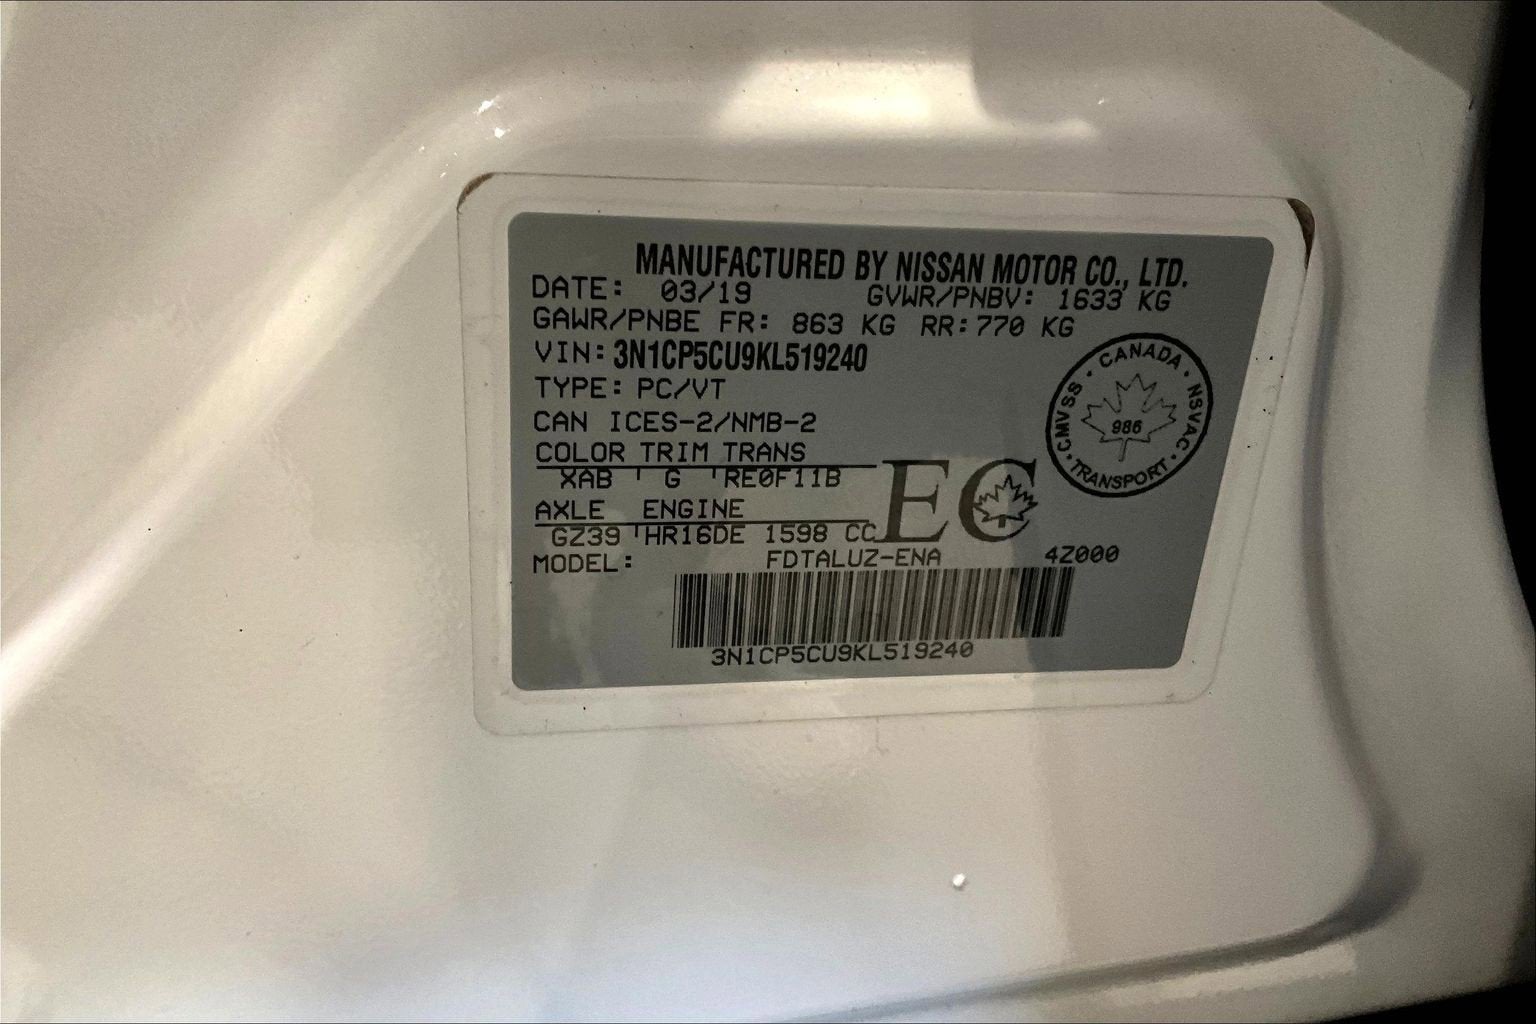 MANUFACTURED BY NISSAN MOTOR CO., LTD.
DATE: 03/19 GVWR/PNBV: 1633 KG
GAWR/PNBE FR: 863 KG RR: 770 KG
VIN: 3N1CP5CU9KL519240
TYPE: PC/VT
CAN ICES-2/NMB-2
COLOR TRIM TRANS
XAB ' G 'RE0F11B
AXLE ENGINE
GZ39 'HR16DE 1598 CC
EC
MODEL: FDTALUZ-ENA 4Z000
3N1CP5CU9KL519240
CANADA · NSVAC · TRANSPORT · CMVSS ·
986